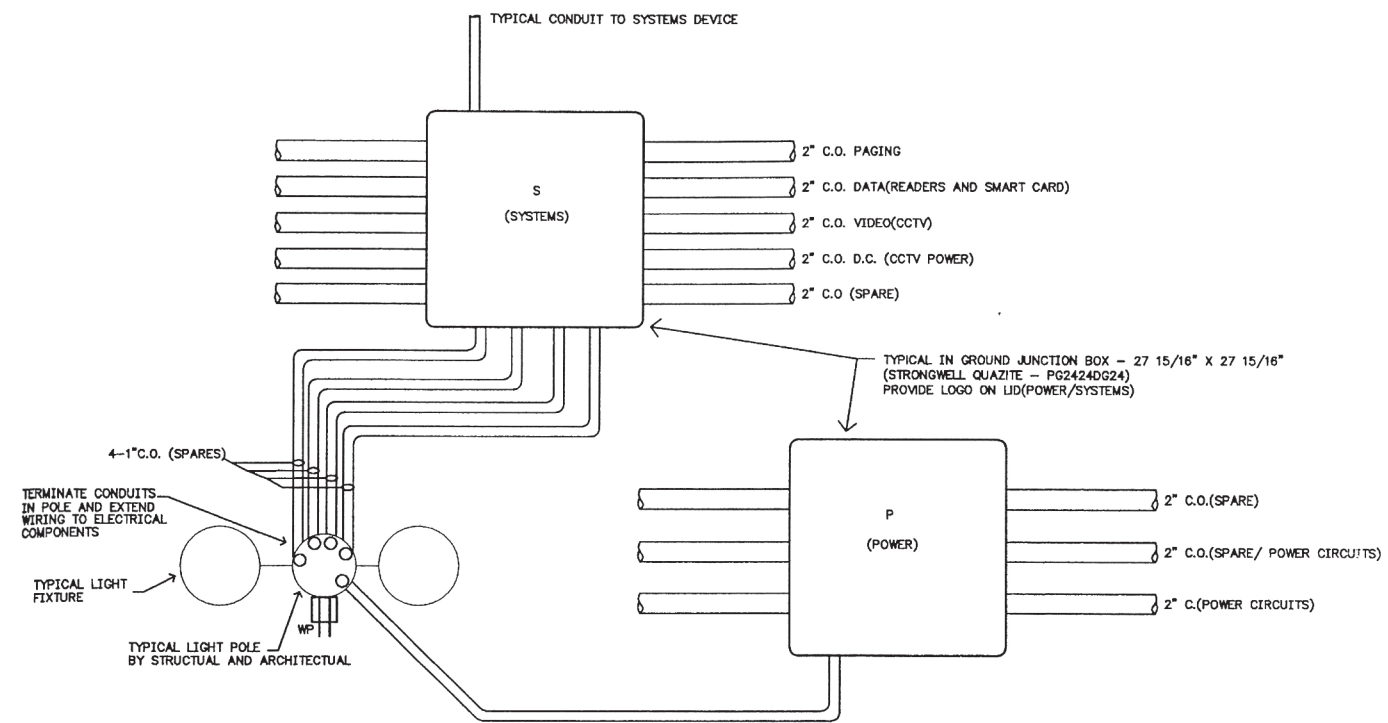 TYPICAL CONDUIT TO SYSTEMS DEVICE
S
(SYSTEMS)
2" C.O. PAGING
2" C.O. DATA(READERS AND SMART CARD)
2" C.O. VIDEO(CCTV)
2" C.O. D.C. (CCTV POWER)
2" C.O (SPARE)
TYPICAL IN GROUND JUNCTION BOX – 27 15/16" X 27 15/16"
(STRONGWELL QUAZITE – PG2424DG24)
PROVIDE LOGO ON LID(POWER/SYSTEMS)
4–1"C.O. (SPARES)
TERMINATE CONDUITS
IN POLE AND EXTEND
WIRING TO ELECTRICAL
COMPONENTS
TYPICAL LIGHT
FIXTURE
WP
TYPICAL LIGHT POLE
BY STRUCTUAL AND ARCHITECTUAL
P
(POWER)
2" C.O.(SPARE)
2" C.O.(SPARE/ POWER CIRCUITS)
2" C.(POWER CIRCUITS)